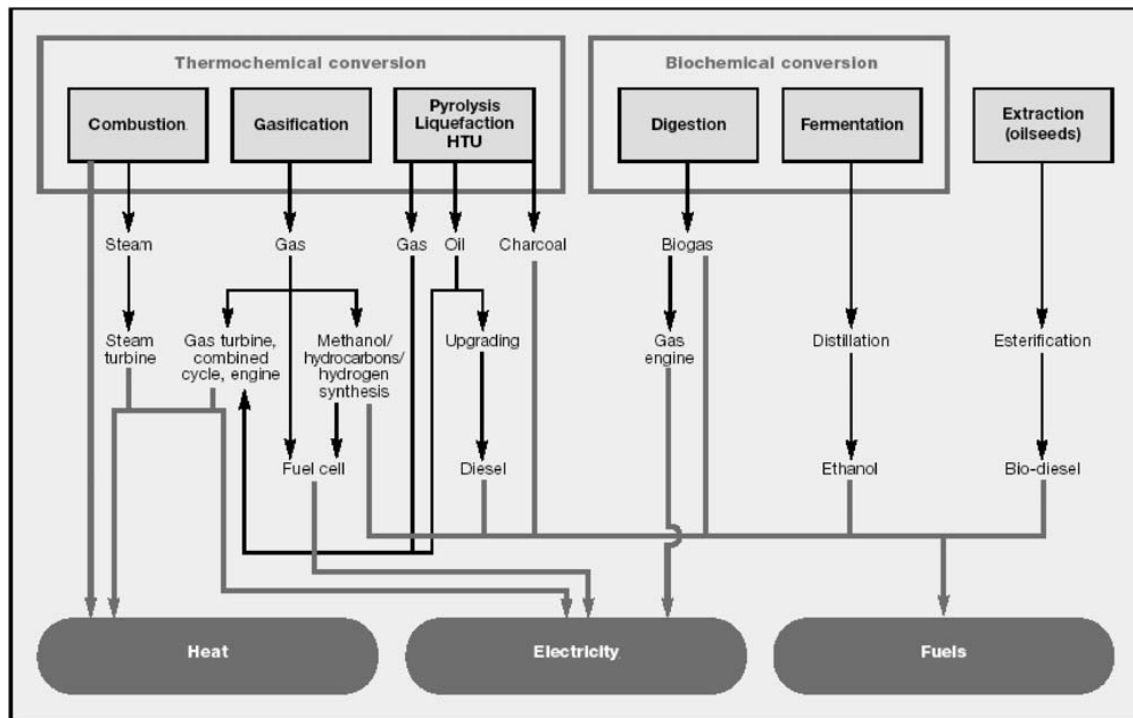 Thermochemical conversion
Biochemical conversion
Combustion
Gasification
Pyrolysis
Liquefaction
HTU
Digestion
Fermentation
Extraction
(oilseeds)
Steam
Gas
Gas
Oil
Charcoal
Biogas
Steam
turbine
Gas turbine,
combined
cycle, engine
Methanol/
hydrocarbons/
hydrogen
synthesis
Upgrading
Gas
engine
Distillation
Esterification
Fuel cell
Diesel
Ethanol
Bio-diesel
Heat
Electricity
Fuels